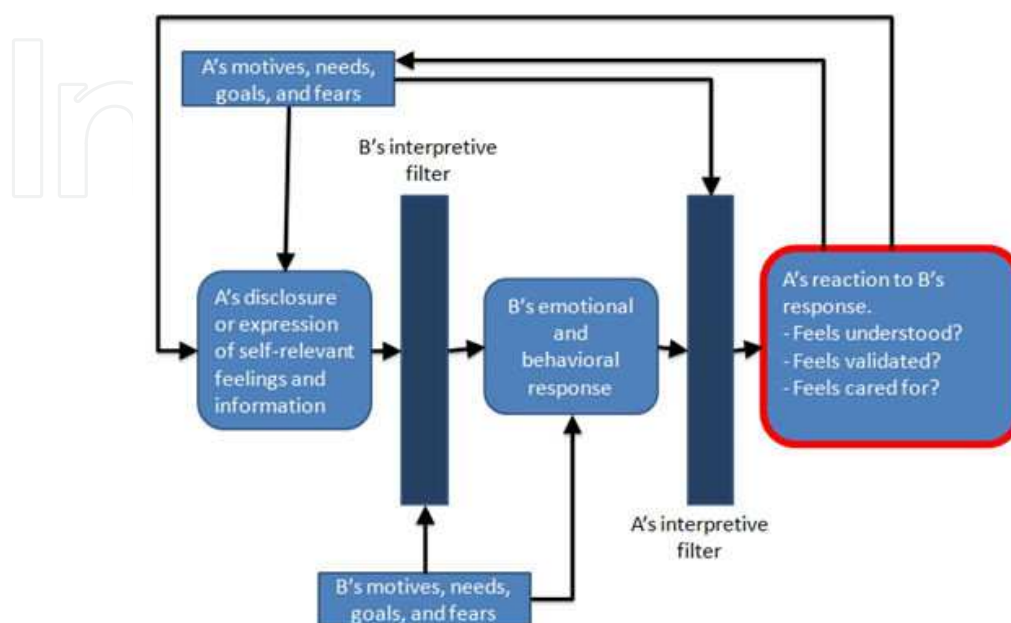 In
A's motives, needs,
goals, and fears
B's interpretive
filter
A's disclosure
or expression
of self-relevant
feelings and
information
B's emotional
and
behavioral
response
A's reaction to B's
response.
- Feels understood?
- Feels validated?
- Feels cared for?
A's interpretive
filter
B's motives, needs,
goals, and fears